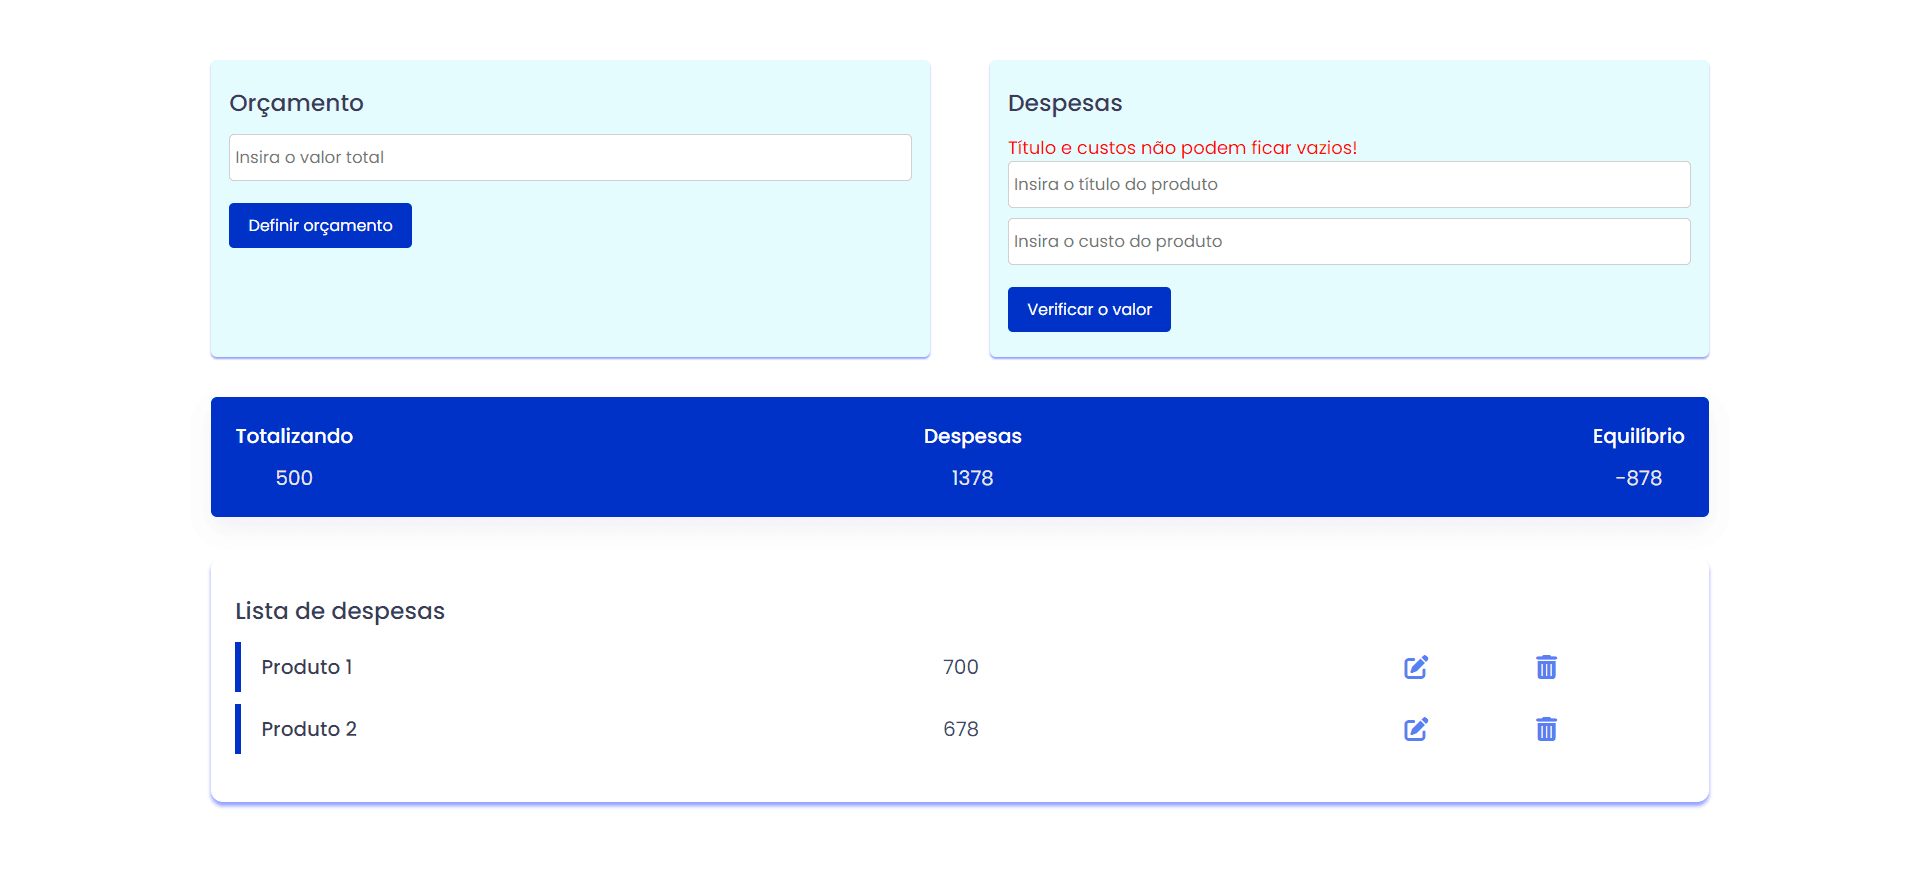 Orçamento
Insira o valor total
Definir orçamento
Despesas
Título e custos não podem ficar vazios!
Insira o título do produto
Insira o custo do produto
Verificar o valor
Totalizando Despesas Equilíbrio
500 1378 -878
Lista de despesas
Produto 1 700
Produto 2 678